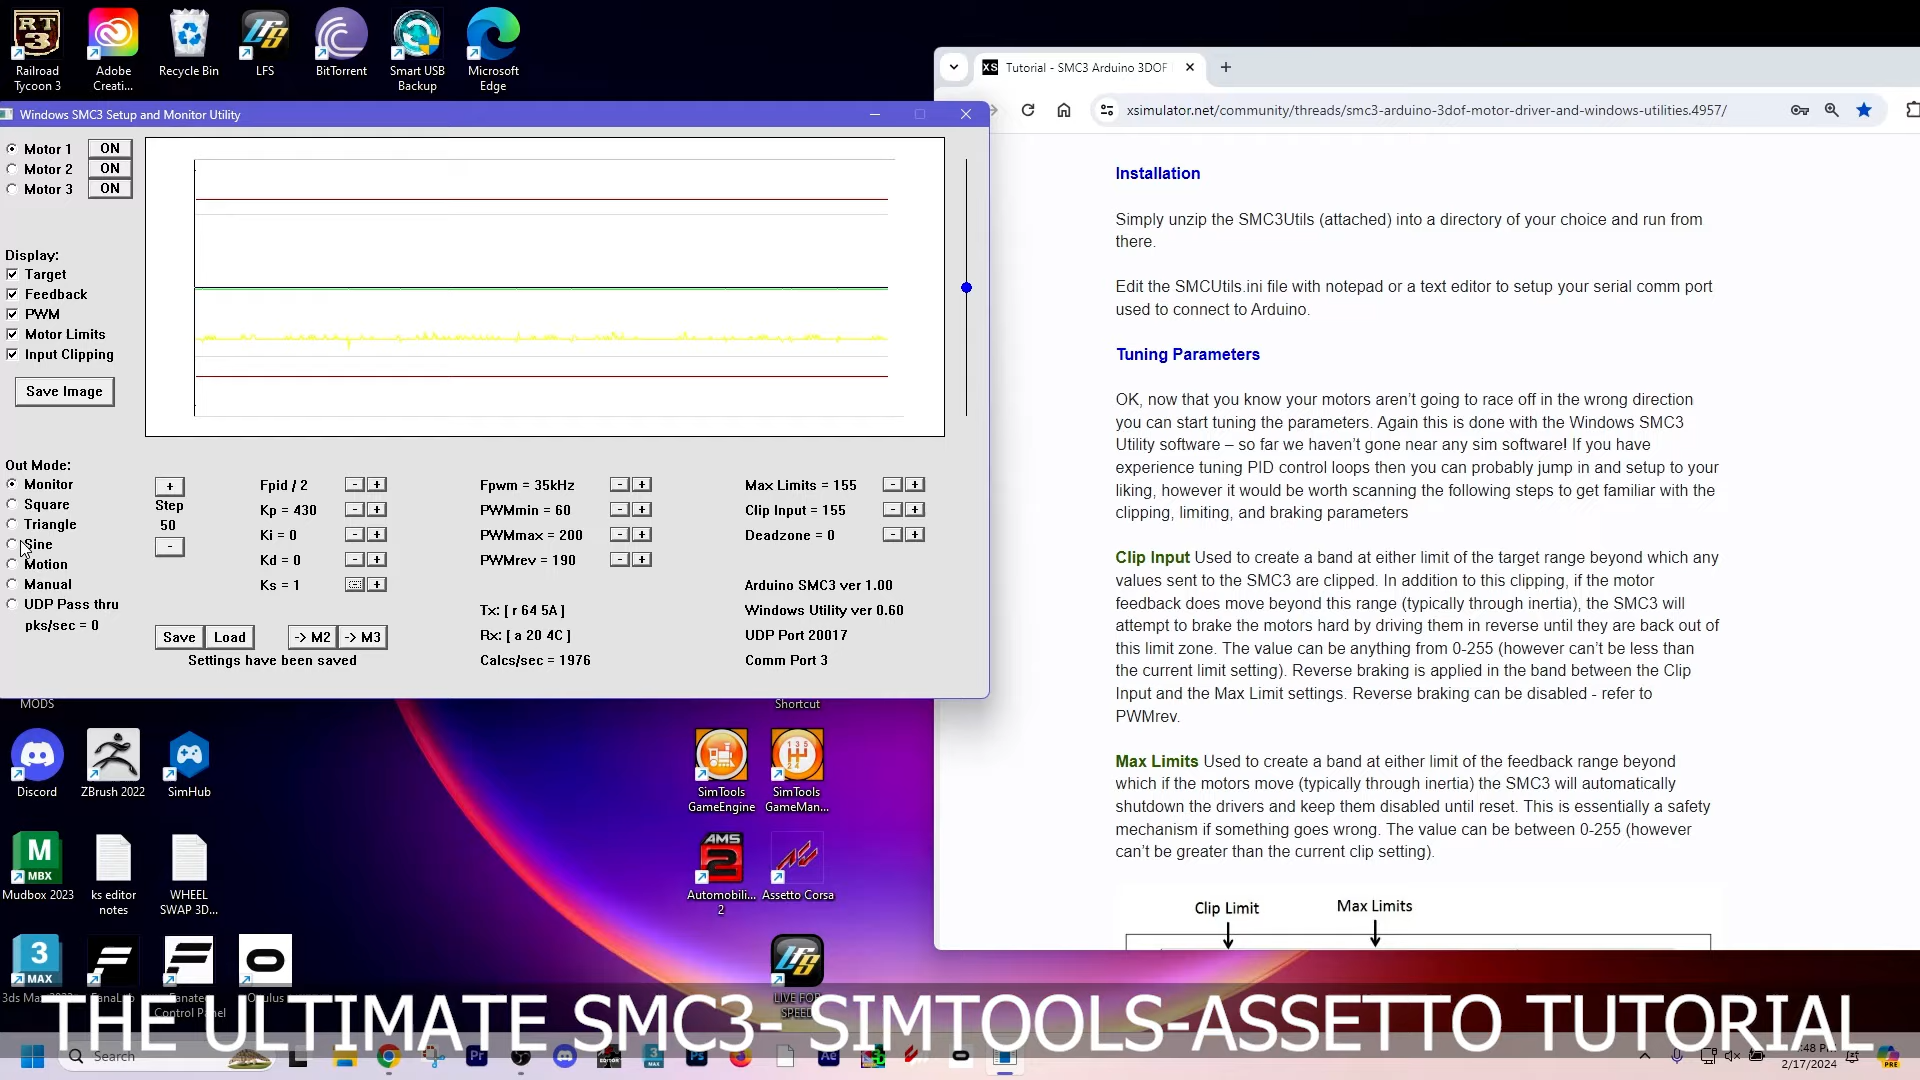 RT
3
Railroad
Tycoon 3
Adobe
Creati...
Recycle Bin
LFS
BitTorrent
Smart USB
Backup
Microsoft
Edge
Windows SMC3 Setup and Monitor Utility
Motor 1 ON
Motor 2 ON
Motor 3 ON
Display:
Target
Feedback
PWM
Motor Limits
Input Clipping
Save Image
Out Mode:
Monitor
Square
Triangle
Sine
Motion
Manual
UDP Pass thru
pks/sec = 0
+
Step
50
-
Fpid / 2 - +
Kp = 430 - +
Ki = 0 - +
Kd = 0 - +
Ks = 1 - +
Save Load -> M2 -> M3
Settings have been saved
Fpwm = 35kHz - +
PWMmin = 60 - +
PWMmax = 200 - +
PWMrev = 190 - +
Tx: [ r 64 5A ]
Rx: [ a 20 4C ]
Calcs/sec = 1976
Max Limits = 155 - +
Clip Input = 155 - +
Deadzone = 0 - +
Arduino SMC3 ver 1.00
Windows Utility ver 0.60
UDP Port 20017
Comm Port 3
XS Tutorial - SMC3 Arduino 3DOF
xsimulator.net/community/threads/smc3-arduino-3dof-motor-driver-and-windows-utilities.4957/
Installation
Simply unzip the SMC3Utils (attached) into a directory of your choice and run from
there.
Edit the SMCUtils.ini file with notepad or a text editor to setup your serial comm port
used to connect to Arduino.
Tuning Parameters
OK, now that you know your motors aren’t going to race off in the wrong direction
you can start tuning the parameters. Again this is done with the Windows SMC3
Utility software – so far we haven’t gone near any sim software! If you have
experience tuning PID control loops then you can probably jump in and setup to your
liking, however it would be worth scanning the following steps to get familiar with the
clipping, limiting, and braking parameters
Clip Input Used to create a band at either limit of the target range beyond which any
values sent to the SMC3 are clipped. In addition to this clipping, if the motor
feedback does move beyond this range (typically through inertia), the SMC3 will
attempt to brake the motors hard by driving them in reverse until they are back out of
this limit zone. The value can be anything from 0-255 (however can’t be less than
the current limit setting). Reverse braking is applied in the band between the Clip
Input and the Max Limit settings. Reverse braking can be disabled - refer to
PWMrev.
Max Limits Used to create a band at either limit of the feedback range beyond
which if the motors move (typically through inertia) the SMC3 will automatically
shutdown the drivers and keep them disabled until reset. This is essentially a safety
mechanism if something goes wrong. The value can be between 0-255 (however
can’t be greater than the current clip setting).
Clip Limit
Max Limits
MODS
Shortcut
Discord
ZBrush 2022
SimHub
SimTools
GameEngine
SimTools
GameMan...
M
MBX
Mudbox 2023
ks editor
notes
WHEEL
SWAP 3D...
AMS
2
Automobili...
2
Assetto Corsa
3
MAX
Control Panel
THE ULTIMATE SMC3- SIMTOOLS-ASSETTO TUTORIAL
Search
Pr
3
Ps
Ae
2/17/2024
PRE